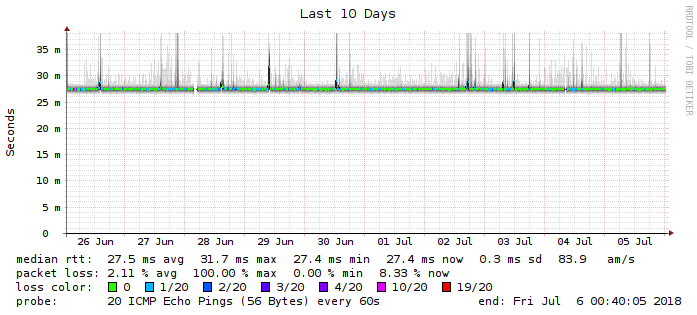 Last 10 Days
RRDTOOL / TOBI OETIKER
Seconds
35 m
30 m
25 m
20 m
15 m
10 m
5 m
0
26 Jun 27 Jun 28 Jun 29 Jun 30 Jun 01 Jul 02 Jul 03 Jul 04 Jul 05 Jul
median rtt: 27.5 ms avg 31.7 ms max 27.4 ms min 27.4 ms now 0.3 ms sd 83.9 am/s
packet loss: 2.11 % avg 100.00 % max 0.00 % min 8.33 % now
loss color: 0 1/20 2/20 3/20 4/20 10/20 19/20
probe: 20 ICMP Echo Pings (56 Bytes) every 60s end: Fri Jul 6 00:40:05 2018